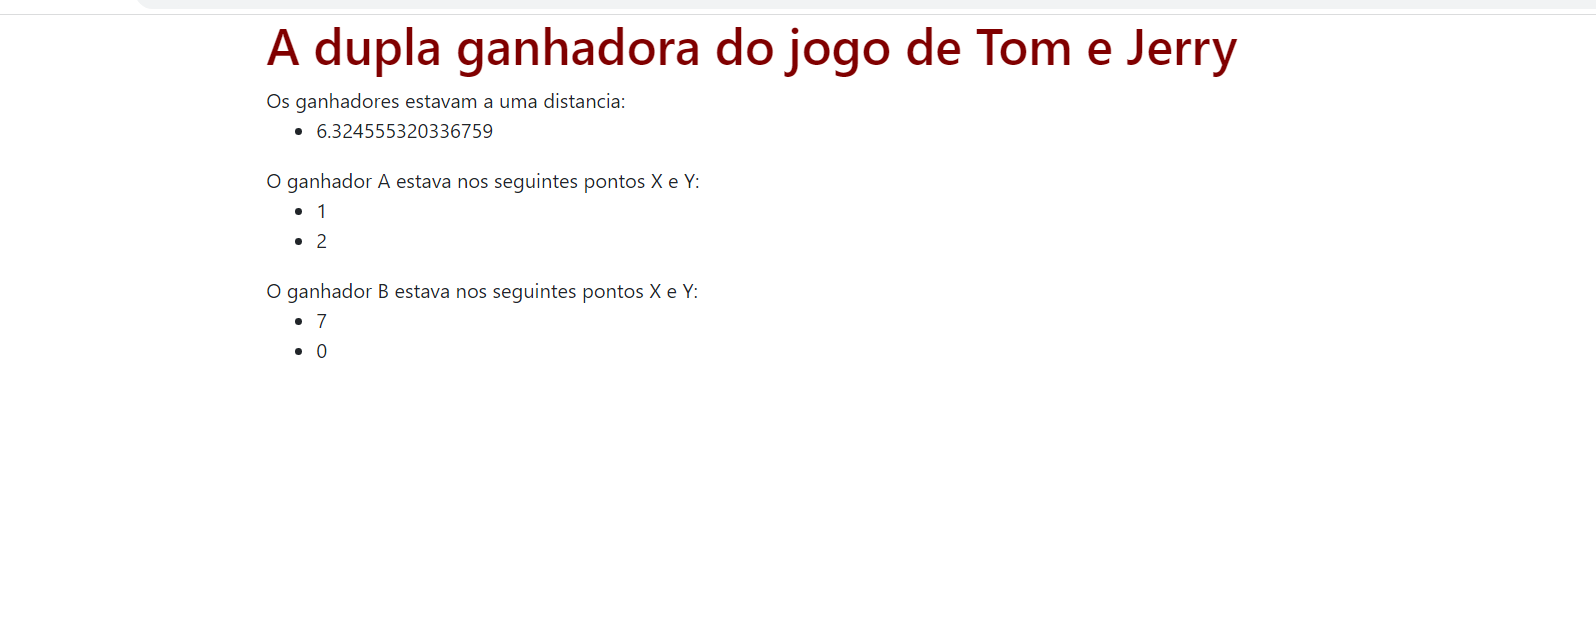 A dupla ganhadora do jogo de Tom e Jerry
Os ganhadores estavam a uma distancia:
• 6.324555320336759
O ganhador A estava nos seguintes pontos X e Y:
• 1
• 2
O ganhador B estava nos seguintes pontos X e Y:
• 7
• 0